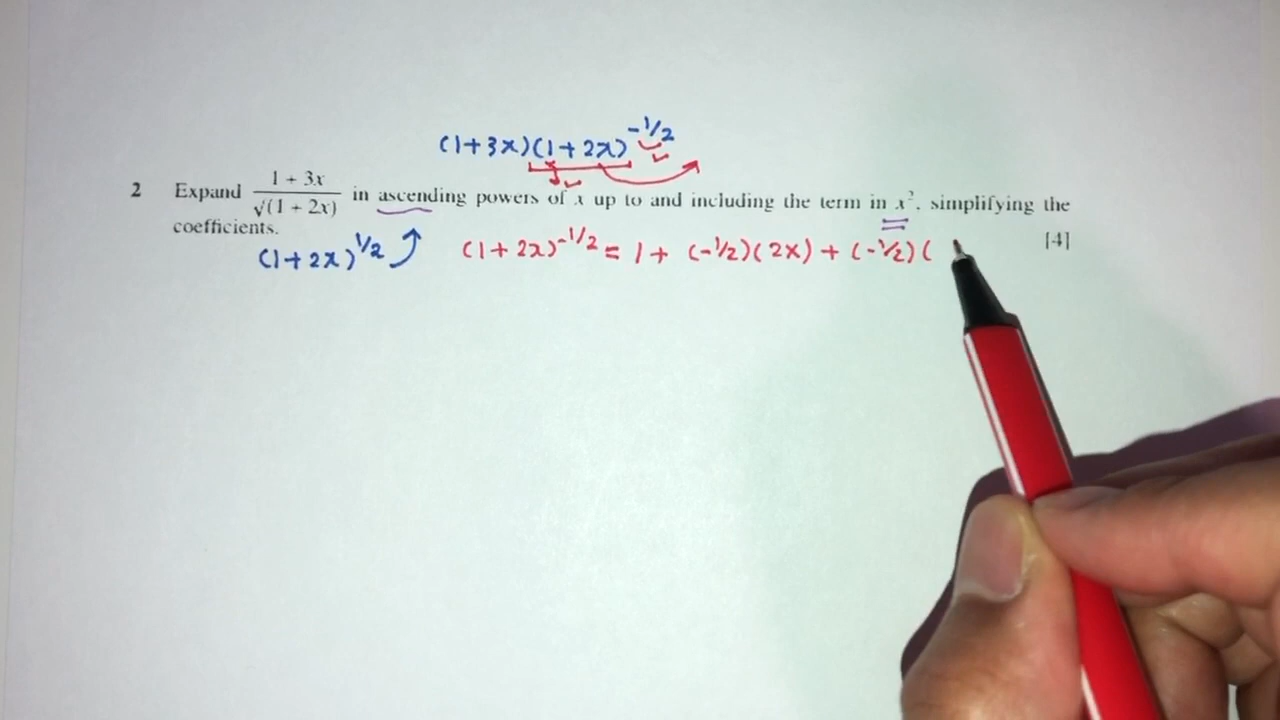 (1+3x)(1+2x)^-1/2
2 Expand (1 + 3x)/√(1 + 2x) in ascending powers of x up to and including the term in x², simplifying the
coefficients. [4]
(1+2x)^1/2 (1+2x)^-1/2 = 1 + (-1/2)(2x) + (-1/2)(